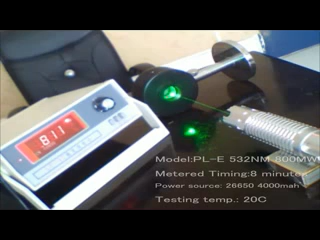 811
Model:PL-E 532NM 800MW
Metered Timing:8 minutes
Power source: 26650 4000mah
Testing temp.: 20C